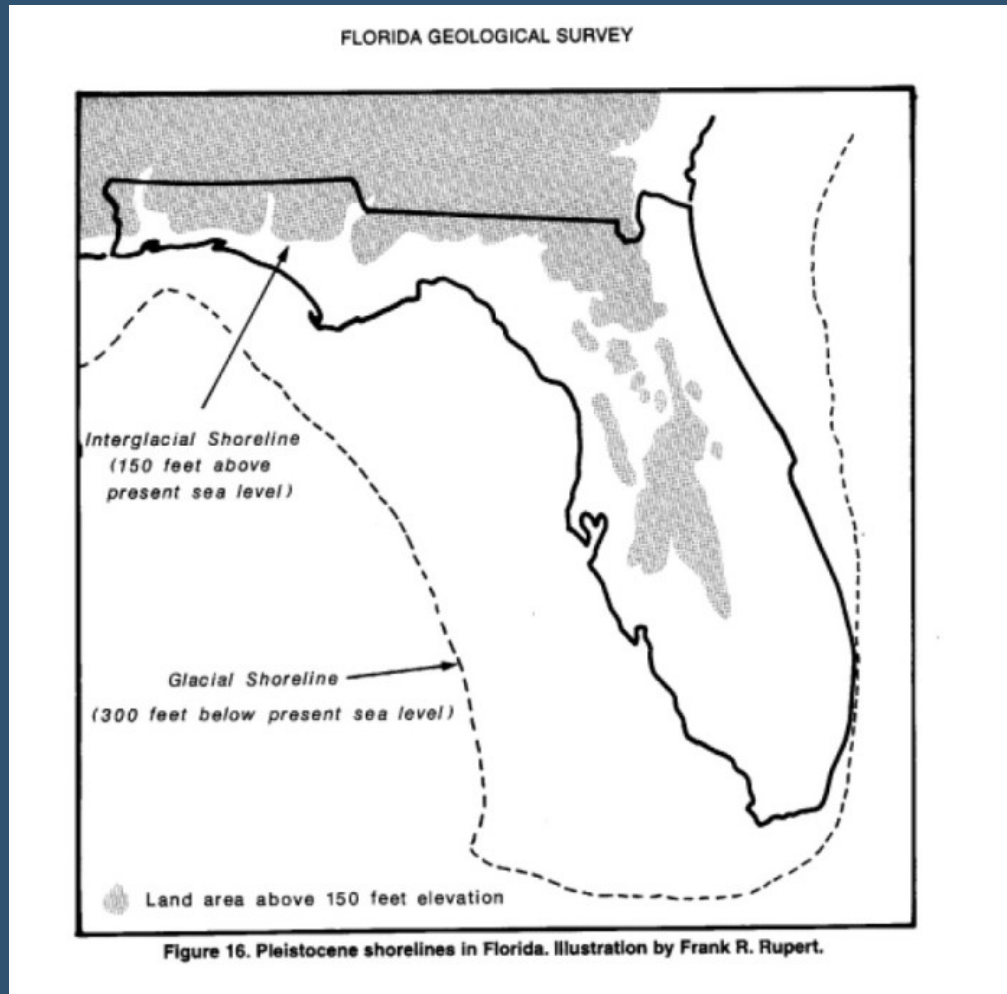 FLORIDA GEOLOGICAL SURVEY
Interglacial Shoreline
(150 feet above
present sea level)
Glacial Shoreline
(300 feet below present sea level)
Land area above 150 feet elevation
Figure 16. Pleistocene shorelines in Florida. Illustration by Frank R. Rupert.